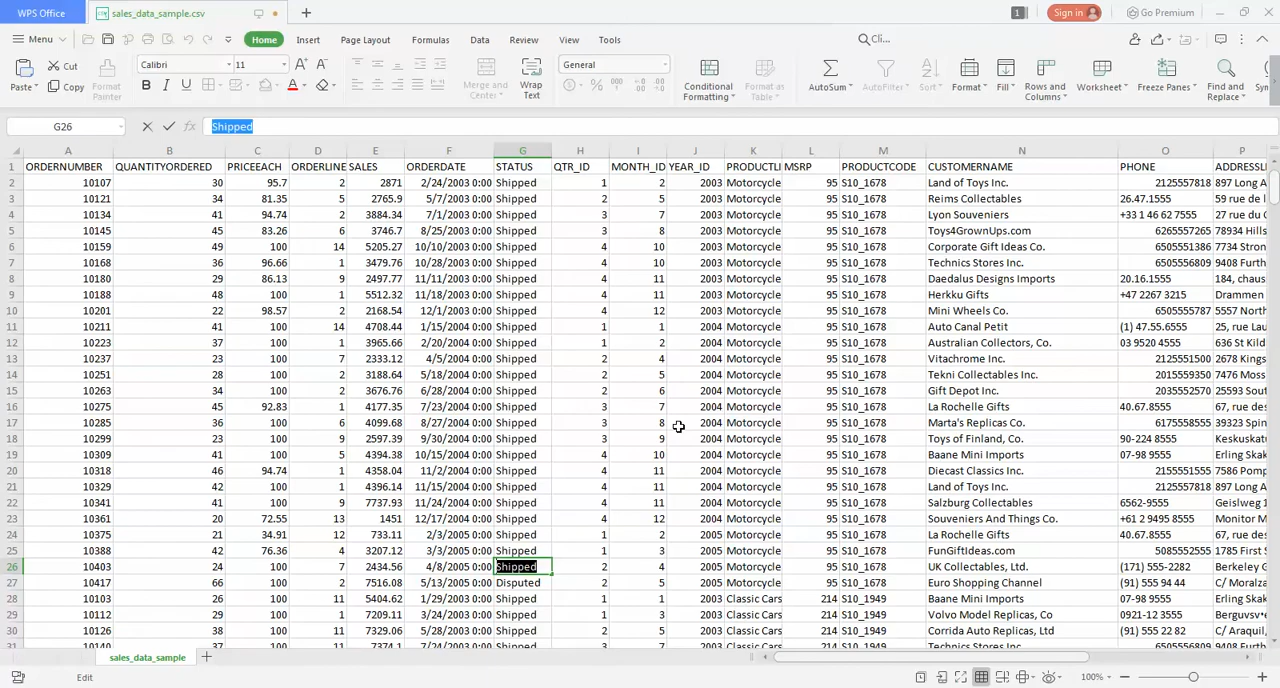 WPS Office sales_data_sample.csv + 1 Sign in Go Premium
Menu Home Insert Page Layout Formulas Data Review View Tools Cli...
Paste Cut Copy Format Painter Calibri 11 A+ A- B I U A Merge and Center Wrap Text General % 000 Conditional Formatting Format as Table AutoSum AutoFilter Sort Format Fill Rows and Columns Worksheet Freeze Panes Find and Replace
G26 fx Shipped
A B C D E F G H I J K L M N O P
1 ORDERNUMBER QUANTITYORDERED PRICEEACH ORDERLINE SALES ORDERDATE STATUS QTR_ID MONTH_ID YEAR_ID PRODUCTLI MSRP PRODUCTCODE CUSTOMERNAME PHONE ADDRESSL
2 10107 30 95.7 2 2871 2/24/2003 0:00 Shipped 1 2 2003 Motorcycle 95 S10_1678 Land of Toys Inc. 2125557818 897 Long A
3 10121 34 81.35 5 2765.9 5/7/2003 0:00 Shipped 2 5 2003 Motorcycle 95 S10_1678 Reims Collectables 26.47.1555 59 rue de l
4 10134 41 94.74 2 3884.34 7/1/2003 0:00 Shipped 3 7 2003 Motorcycle 95 S10_1678 Lyon Souveniers +33 1 46 62 7555 27 rue du C
5 10145 45 83.26 6 3746.7 8/25/2003 0:00 Shipped 3 8 2003 Motorcycle 95 S10_1678 Toys4GrownUps.com 6265557265 78934 Hills
6 10159 49 100 14 5205.27 10/10/2003 0:00 Shipped 4 10 2003 Motorcycle 95 S10_1678 Corporate Gift Ideas Co. 6505551386 7734 Stron
7 10168 36 96.66 1 3479.76 10/28/2003 0:00 Shipped 4 10 2003 Motorcycle 95 S10_1678 Technics Stores Inc. 6505556809 9408 Furth
8 10180 29 86.13 9 2497.77 11/11/2003 0:00 Shipped 4 11 2003 Motorcycle 95 S10_1678 Daedalus Designs Imports 20.16.1555 184, chaus
9 10188 48 100 1 5512.32 11/18/2003 0:00 Shipped 4 11 2003 Motorcycle 95 S10_1678 Herkku Gifts +47 2267 3215 Drammen
10 10201 22 98.57 2 2168.54 12/1/2003 0:00 Shipped 4 12 2003 Motorcycle 95 S10_1678 Mini Wheels Co. 6505555787 5557 North
11 10211 41 100 14 4708.44 1/15/2004 0:00 Shipped 1 1 2004 Motorcycle 95 S10_1678 Auto Canal Petit (1) 47.55.6555 25, rue Lau
12 10223 37 100 1 3965.66 2/20/2004 0:00 Shipped 1 2 2004 Motorcycle 95 S10_1678 Australian Collectors, Co. 03 9520 4555 636 St Kild
13 10237 23 100 7 2333.12 4/5/2004 0:00 Shipped 2 4 2004 Motorcycle 95 S10_1678 Vitachrome Inc. 2125551500 2678 Kings
14 10251 28 100 2 3188.64 5/18/2004 0:00 Shipped 2 5 2004 Motorcycle 95 S10_1678 Tekni Collectables Inc. 2015559350 7476 Moss
15 10263 34 100 2 3676.76 6/28/2004 0:00 Shipped 2 6 2004 Motorcycle 95 S10_1678 Gift Depot Inc. 2035552570 25593 Sout
16 10275 45 92.83 1 4177.35 7/23/2004 0:00 Shipped 3 7 2004 Motorcycle 95 S10_1678 La Rochelle Gifts 40.67.8555 67, rue des
17 10285 36 100 6 4099.68 8/27/2004 0:00 Shipped 3 8 2004 Motorcycle 95 S10_1678 Marta's Replicas Co. 6175558555 39323 Spin
18 10299 23 100 9 2597.39 9/30/2004 0:00 Shipped 3 9 2004 Motorcycle 95 S10_1678 Toys of Finland, Co. 90-224 8555 Keskuskat
19 10309 41 100 5 4394.38 10/15/2004 0:00 Shipped 4 10 2004 Motorcycle 95 S10_1678 Baane Mini Imports 07-98 9555 Erling Skak
20 10318 46 94.74 1 4358.04 11/2/2004 0:00 Shipped 4 11 2004 Motorcycle 95 S10_1678 Diecast Classics Inc. 2155551555 7586 Pomp
21 10329 42 100 1 4396.14 11/15/2004 0:00 Shipped 4 11 2004 Motorcycle 95 S10_1678 Land of Toys Inc. 2125557818 897 Long A
22 10341 41 100 9 7737.93 11/24/2004 0:00 Shipped 4 11 2004 Motorcycle 95 S10_1678 Salzburg Collectables 6562-9555 Geislweg 1
23 10361 20 72.55 13 1451 12/17/2004 0:00 Shipped 4 12 2004 Motorcycle 95 S10_1678 Souveniers And Things Co. +61 2 9495 8555 Monitor M
24 10375 21 34.91 12 733.11 2/3/2005 0:00 Shipped 1 2 2005 Motorcycle 95 S10_1678 La Rochelle Gifts 40.67.8555 67, rue des
25 10388 42 76.36 4 3207.12 3/3/2005 0:00 Shipped 1 3 2005 Motorcycle 95 S10_1678 FunGiftIdeas.com 5085552555 1785 First S
26 10403 24 100 7 2434.56 4/8/2005 0:00 Shipped 2 4 2005 Motorcycle 95 S10_1678 UK Collectables, Ltd. (171) 555-2282 Berkeley G
27 10417 66 100 2 7516.08 5/13/2005 0:00 Disputed 2 5 2005 Motorcycle 95 S10_1678 Euro Shopping Channel (91) 555 94 44 C/ Moralza
28 10103 26 100 11 5404.62 1/29/2003 0:00 Shipped 1 1 2003 Classic Cars 214 S10_1949 Baane Mini Imports 07-98 9555 Erling Skak
29 10112 29 100 1 7209.11 3/24/2003 0:00 Shipped 1 3 2003 Classic Cars 214 S10_1949 Volvo Model Replicas, Co 0921-12 3555
30 10126 38 100 11 7329.06 5/28/2003 0:00 Shipped 2 5 2003 Classic Cars 214 S10_1949 Corrida Auto Replicas, Ltd (91) 555 22 82 C/ Araquil,
sales_data_sample +
Edit 100% − +